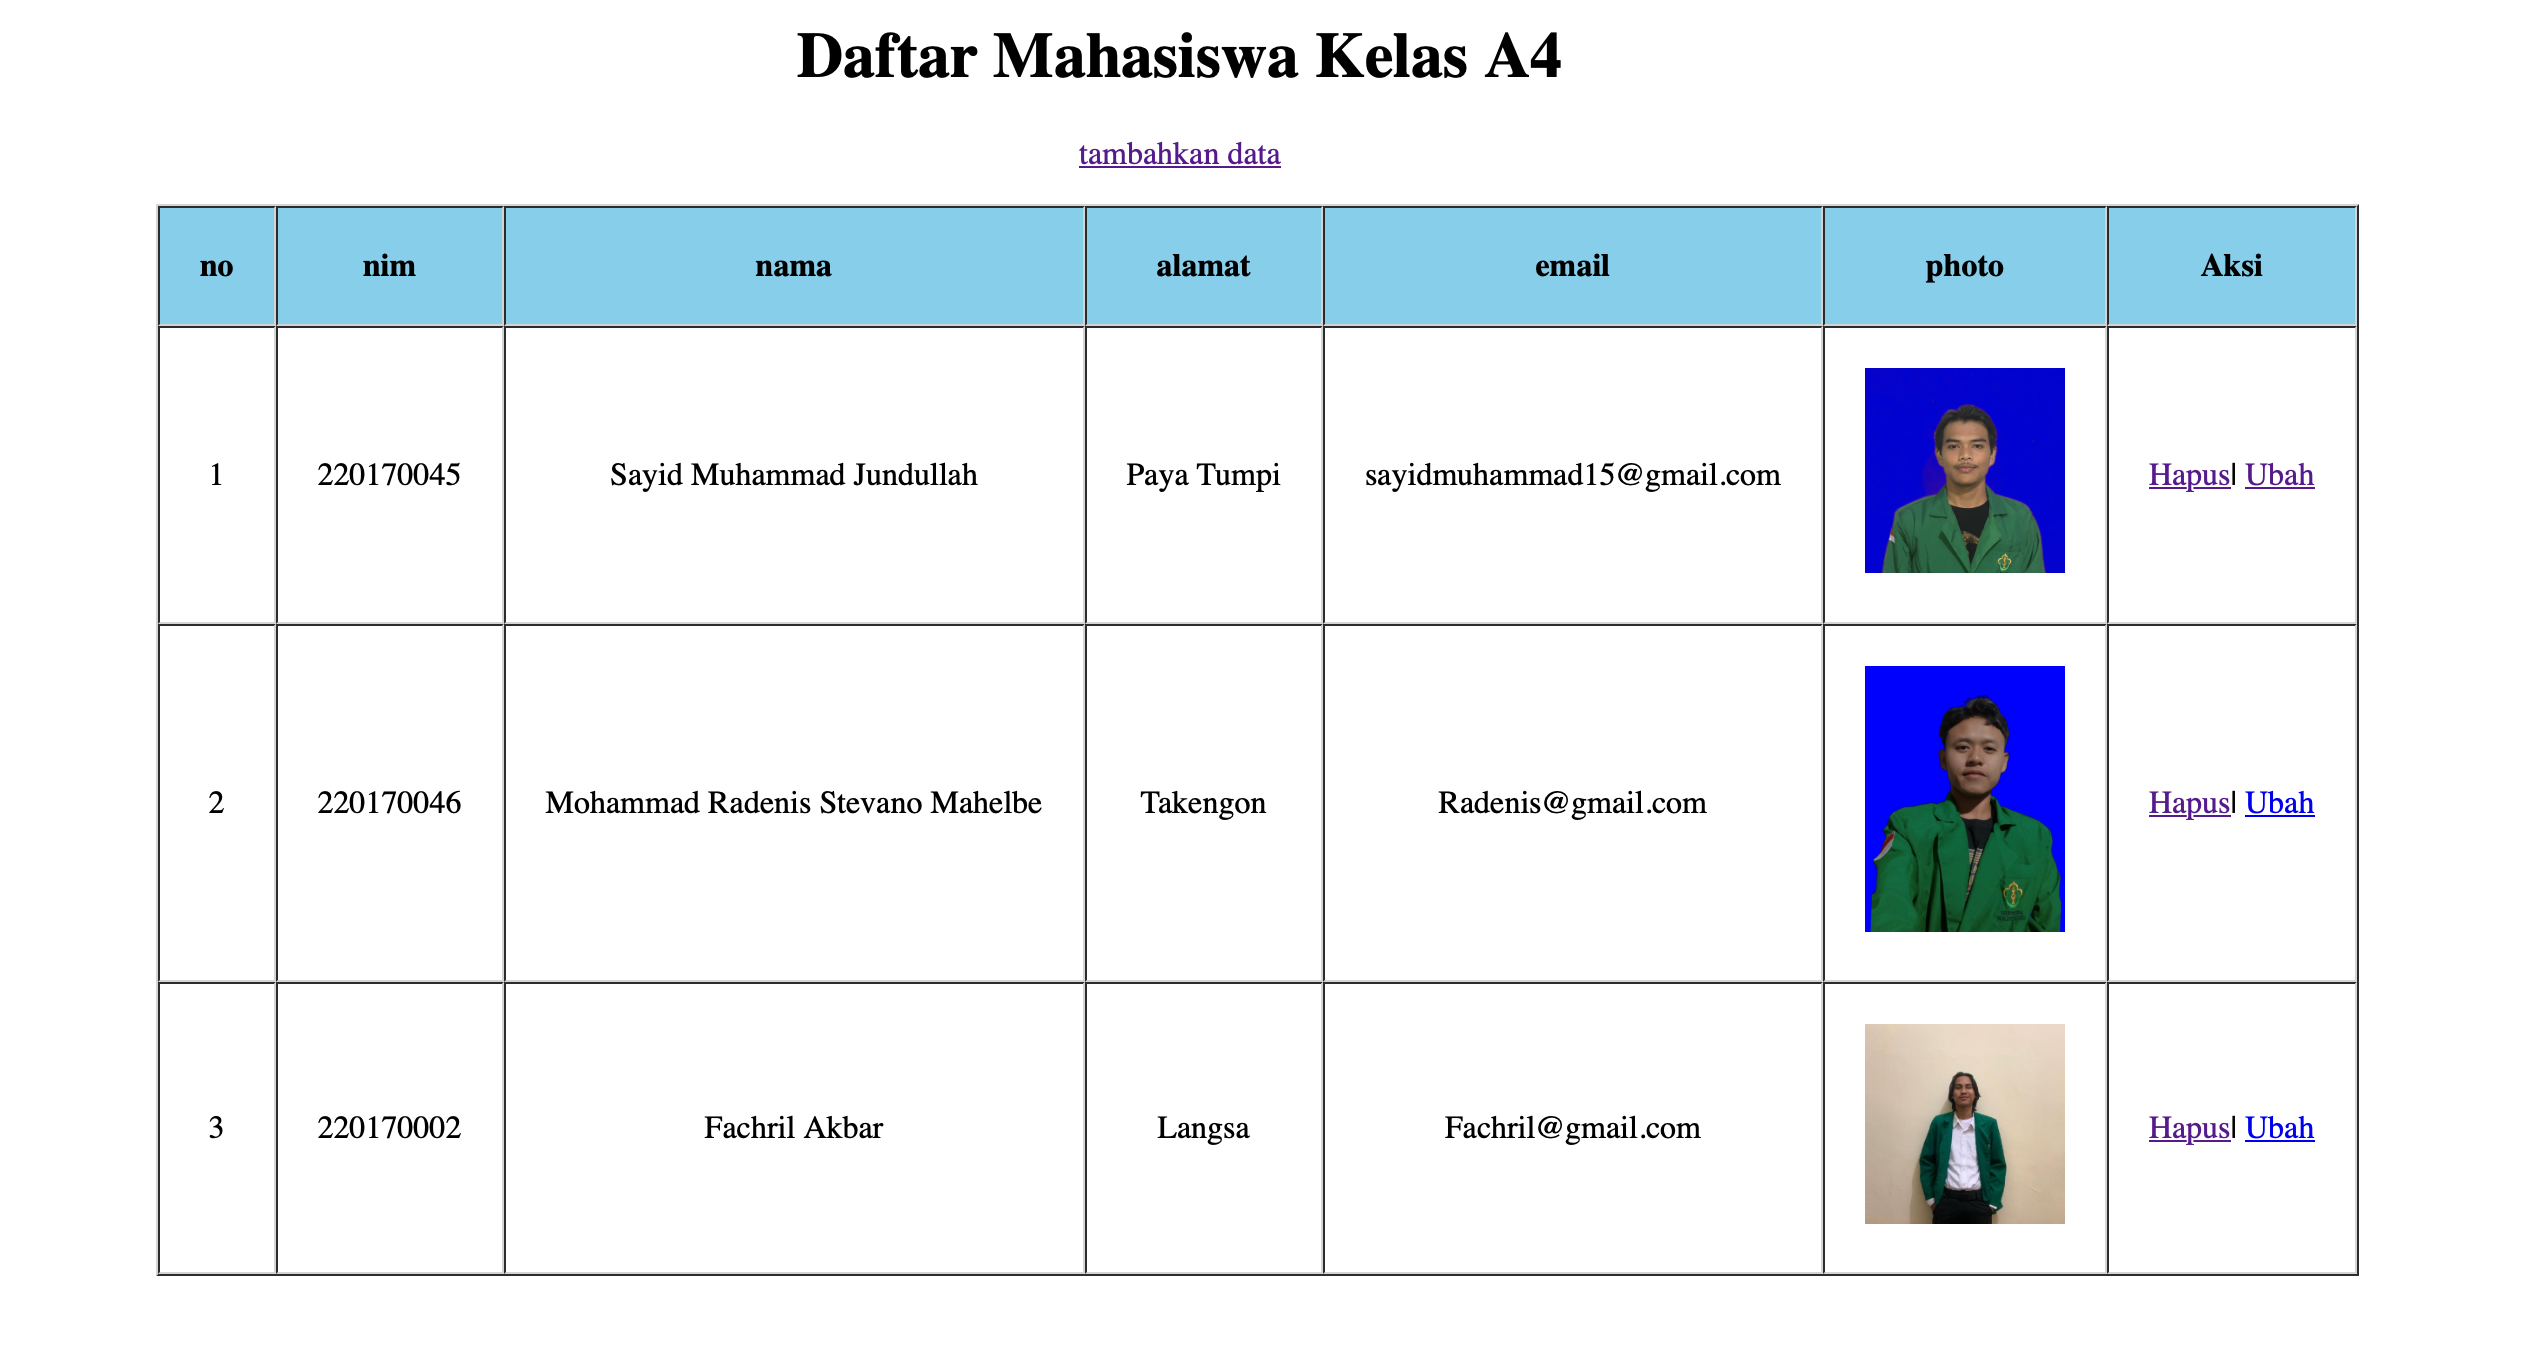 Daftar Mahasiswa Kelas A4
tambahkan data
no nim nama alamat email photo Aksi
1 220170045 Sayid Muhammad Jundullah Paya Tumpi sayidmuhammad15@gmail.com Hapus| Ubah
2 220170046 Mohammad Radenis Stevano Mahelbe Takengon Radenis@gmail.com Hapus| Ubah
3 220170002 Fachril Akbar Langsa Fachril@gmail.com Hapus| Ubah